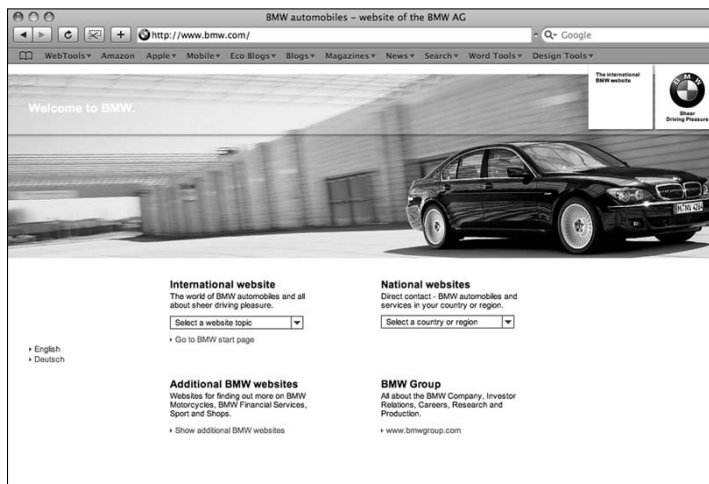 BMW automobiles – website of the BMW AG
http://www.bmw.com/
Google
WebTools Amazon Apple Mobile Eco Blogs Blogs Magazines News Search Word Tools Design Tools
The international
BMW website
BMW
Sheer
Driving Pleasure
Welcome to BMW.
International website
The world of BMW automobiles and all
about sheer driving pleasure.
Select a website topic
Go to BMW start page
National websites
Direct contact - BMW automobiles and
services in your country or region.
Select a country or region
English
Deutsch
Additional BMW websites
Websites for finding out more on BMW
Motorcycles, BMW Financial Services,
Sport and Shops.
Show additional BMW websites
BMW Group
All about the BMW Company, Investor
Relations, Careers, Research and
Production.
www.bmwgroup.com